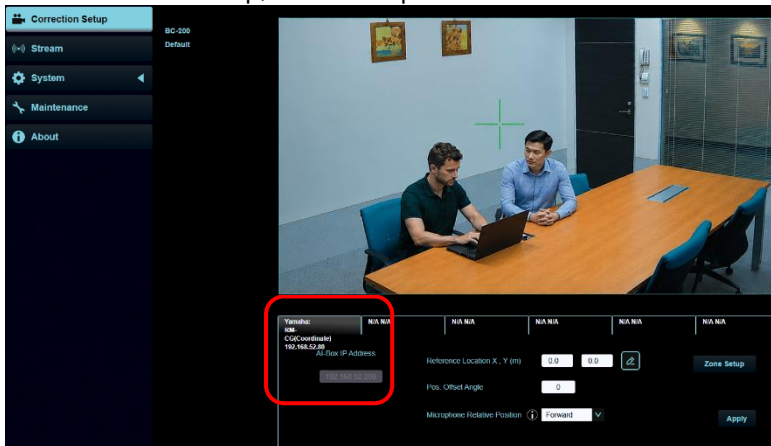 Correction Setup
Stream
System
Maintenance
About
BC-200
Default
Yamaha:
RM-
CG(Coordinate)
192.168.52.80
N/A N/A
N/A N/A
N/A N/A
N/A N/A
N/A N/A
AI-Box IP Address
192.168.52.200
Reference Location X , Y (m)
0.0
0.0
Zone Setup
Pos. Offset Angle
0
Microphone Relative Position
Forward
Apply